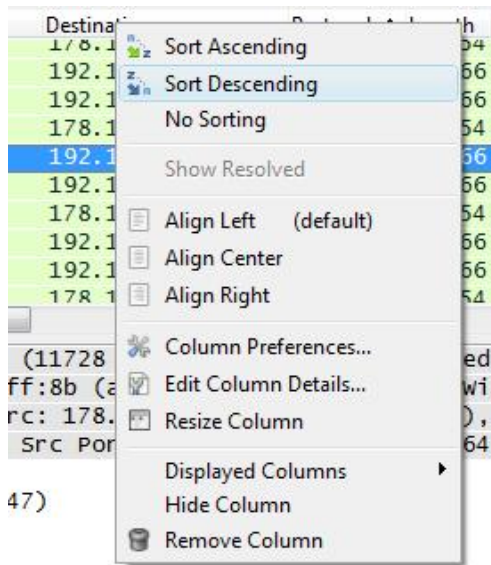 Destinati
178.1 54
192.1 Sort Ascending 66
192.1 Sort Descending 66
178.1 No Sorting 54
192.1 66
192.1 Show Resolved 66
178.1 Align Left (default) 54
192.1 Align Center 66
192.1 66
178.1 Align Right 54
(11728 Column Preferences... ed
ff:8b (a Edit Column Details... Wi
rc: 178. Resize Column ),
Src Por 64
Displayed Columns
47) Hide Column
Remove Column